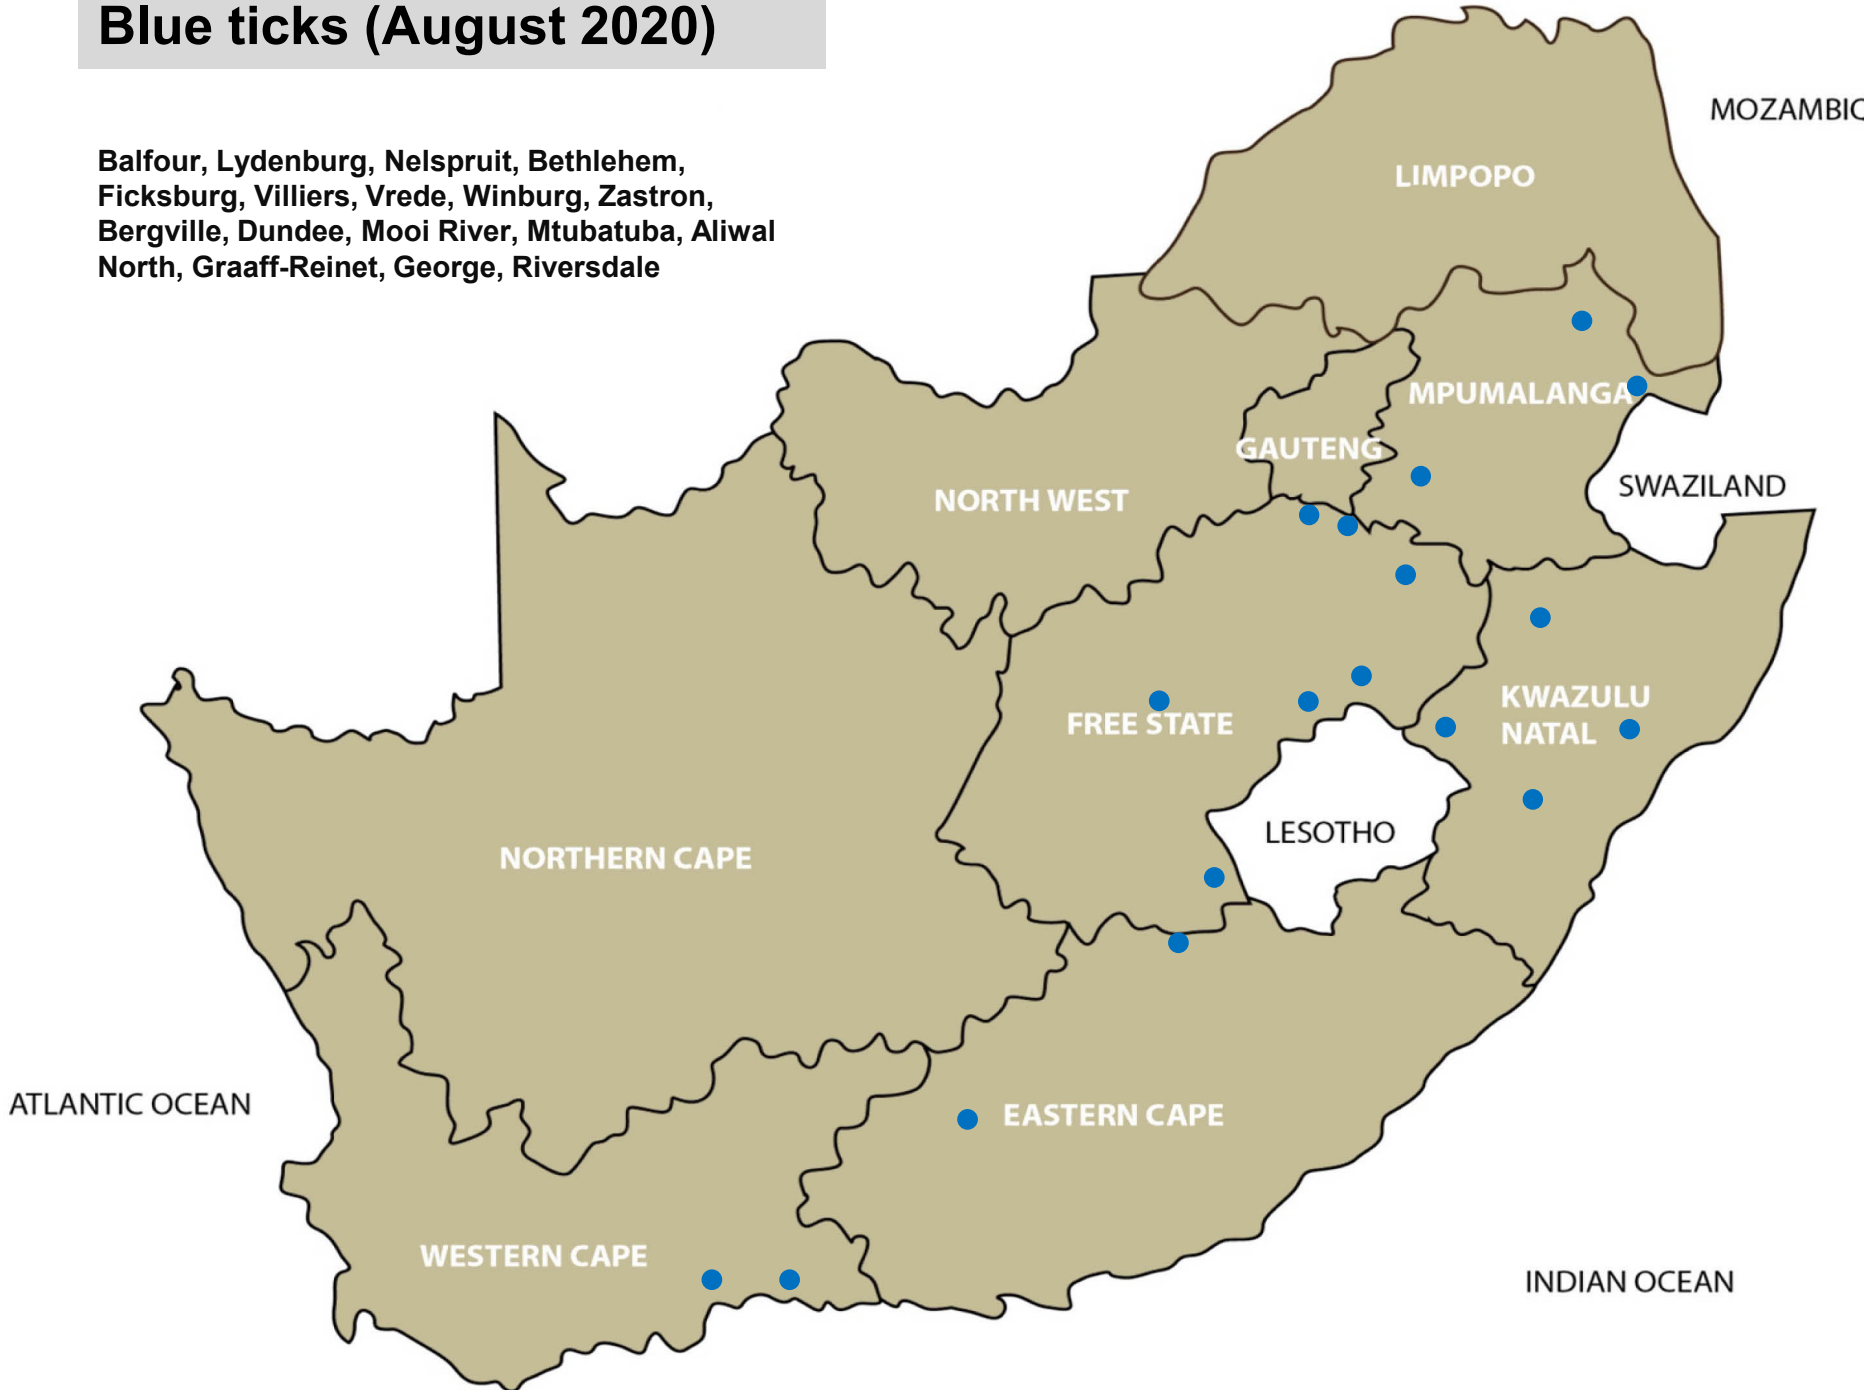 Blue ticks (August 2020)
Balfour, Lydenburg, Nelspruit, Bethlehem,
Ficksburg, Villiers, Vrede, Winburg, Zastron,
Bergville, Dundee, Mooi River, Mtubatuba, Aliwal
North, Graaff-Reinet, George, Riversdale
MOZAMBIQ
LIMPOPO
MPUMALANGA
GAUTENG
SWAZILAND
NORTH WEST
KWAZULU
NATAL
FREE STATE
LESOTHO
NORTHERN CAPE
ATLANTIC OCEAN
EASTERN CAPE
WESTERN CAPE
INDIAN OCEAN